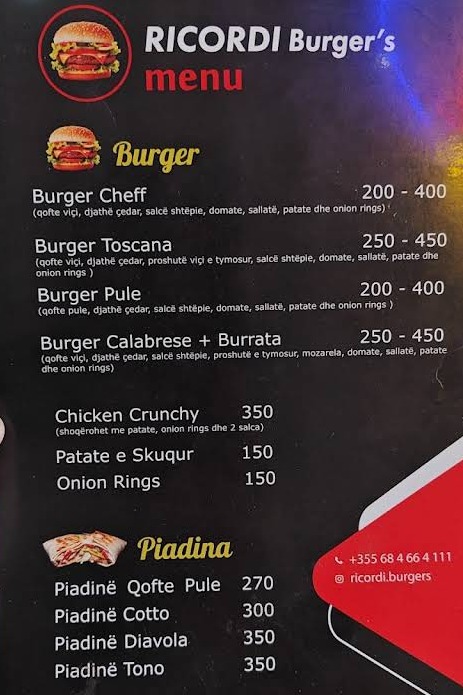 RICORDI Burger's
menu
Burger
Burger Cheff 200 - 400
(qofte viçi, djathë çedar, salcë shtëpie, domate, sallatë, patate dhe onion rings)
Burger Toscana 250 - 450
(qofte viçi, djathë çedar, proshutë viçi e tymosur, salcë shtëpie, domate, sallatë, patate dhe
onion rings )
Burger Pule 200 - 400
(qofte pule, djathë çedar, salcë shtëpie, domate, sallatë, patate dhe onion rings )
Burger Calabrese + Burrata 250 - 450
(qofte viçi, djathë çedar, salcë shtëpie, proshutë e tymosur, mozarela, domate, sallatë, patate
dhe onion rings)
Chicken Crunchy 350
(shoqërohet me patate, onion rings dhe 2 salca)
Patate e Skuqur 150
Onion Rings 150
Piadina
Piadinë Qofte Pule 270
Piadinë Cotto 300
Piadinë Diavola 350
Piadinë Tono 350
+355 68 4 66 4 111
ricordi.burgers